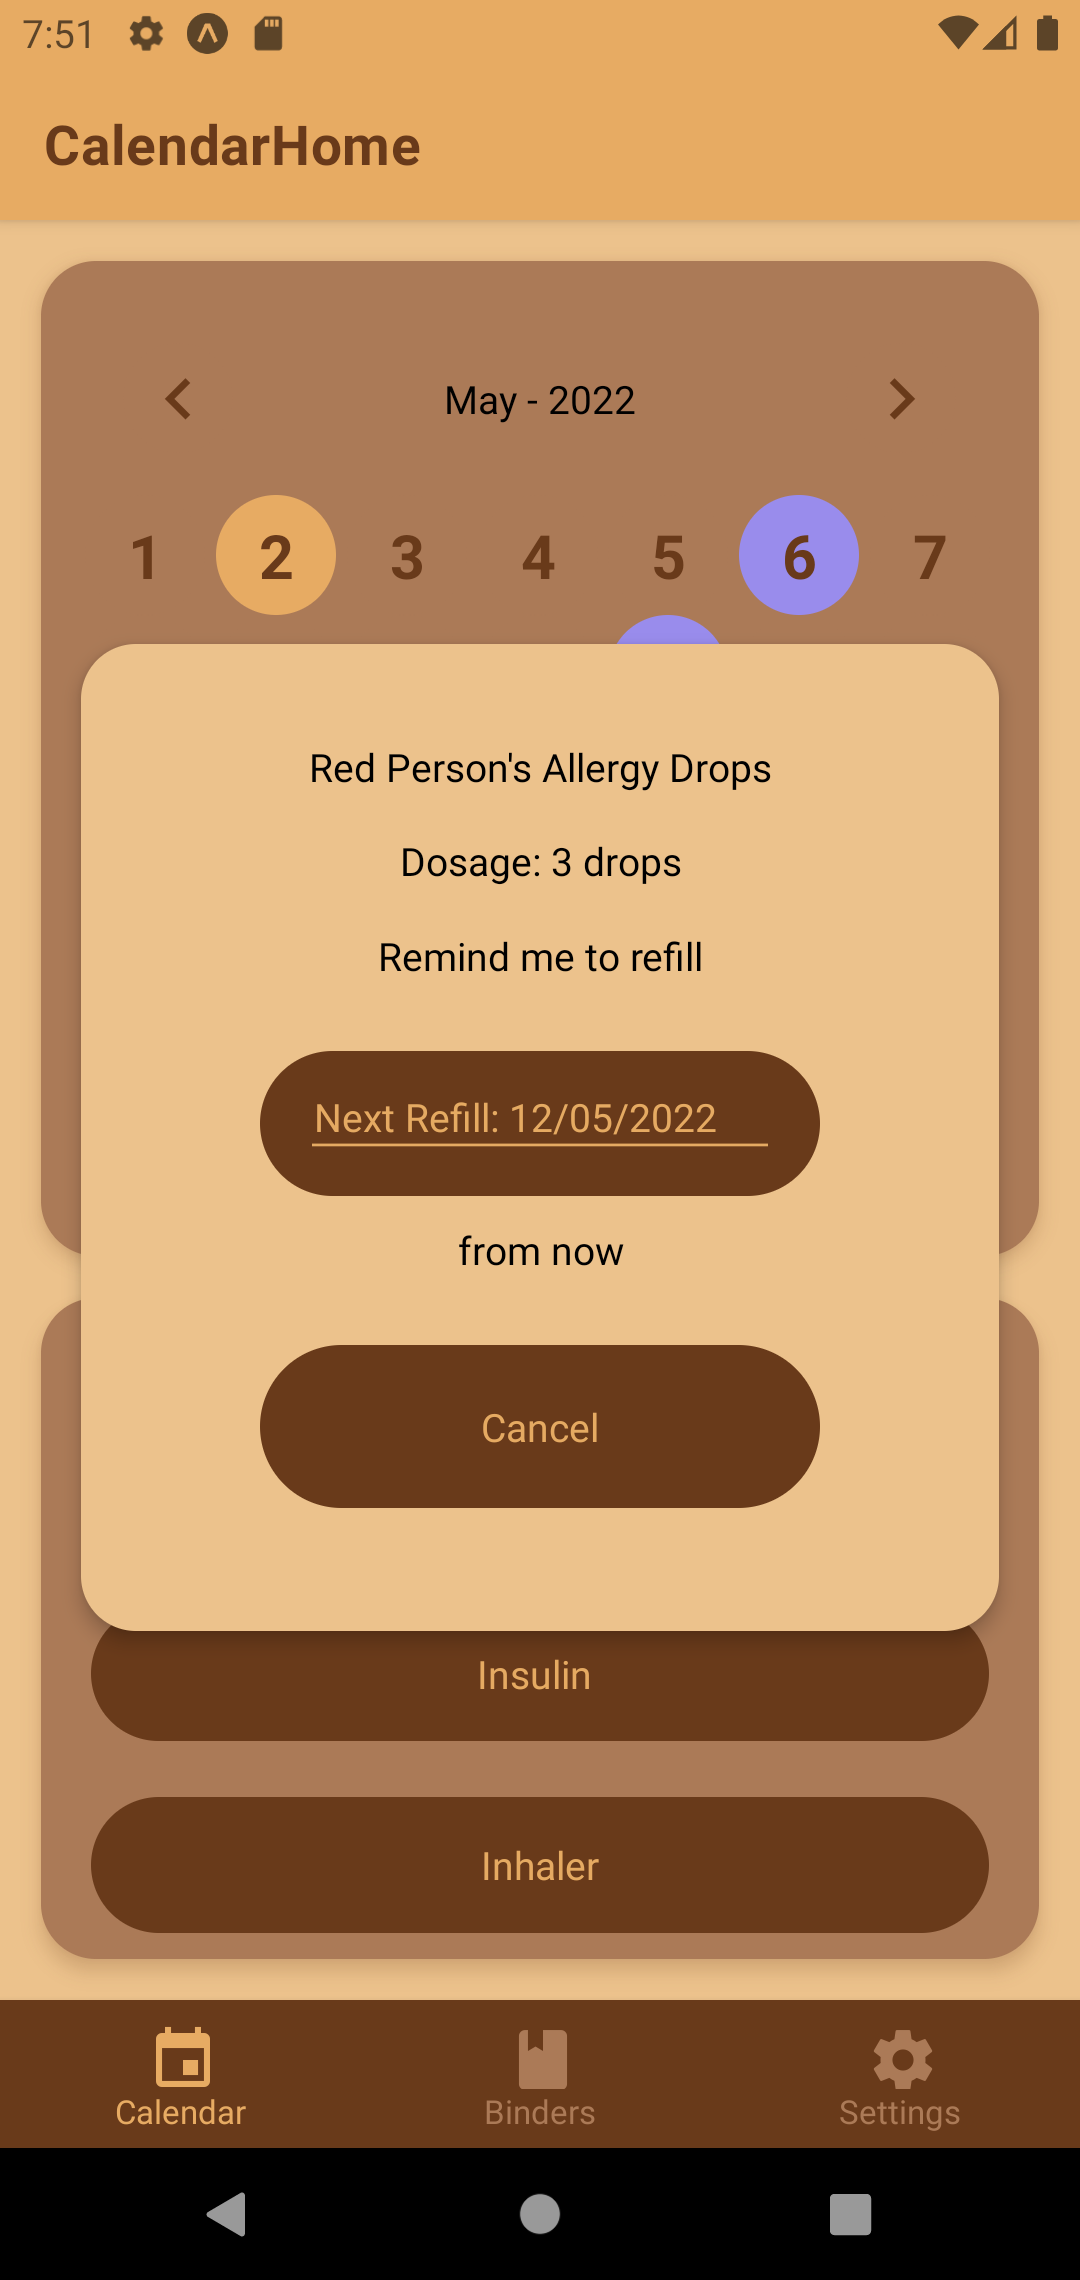 7:51
CalendarHome
May - 2022
1 2 3 4 5 6 7
Red Person's Allergy Drops
Dosage: 3 drops
Remind me to refill
Next Refill: 12/05/2022
from now
Cancel
Insulin
Inhaler
Calendar Binders Settings